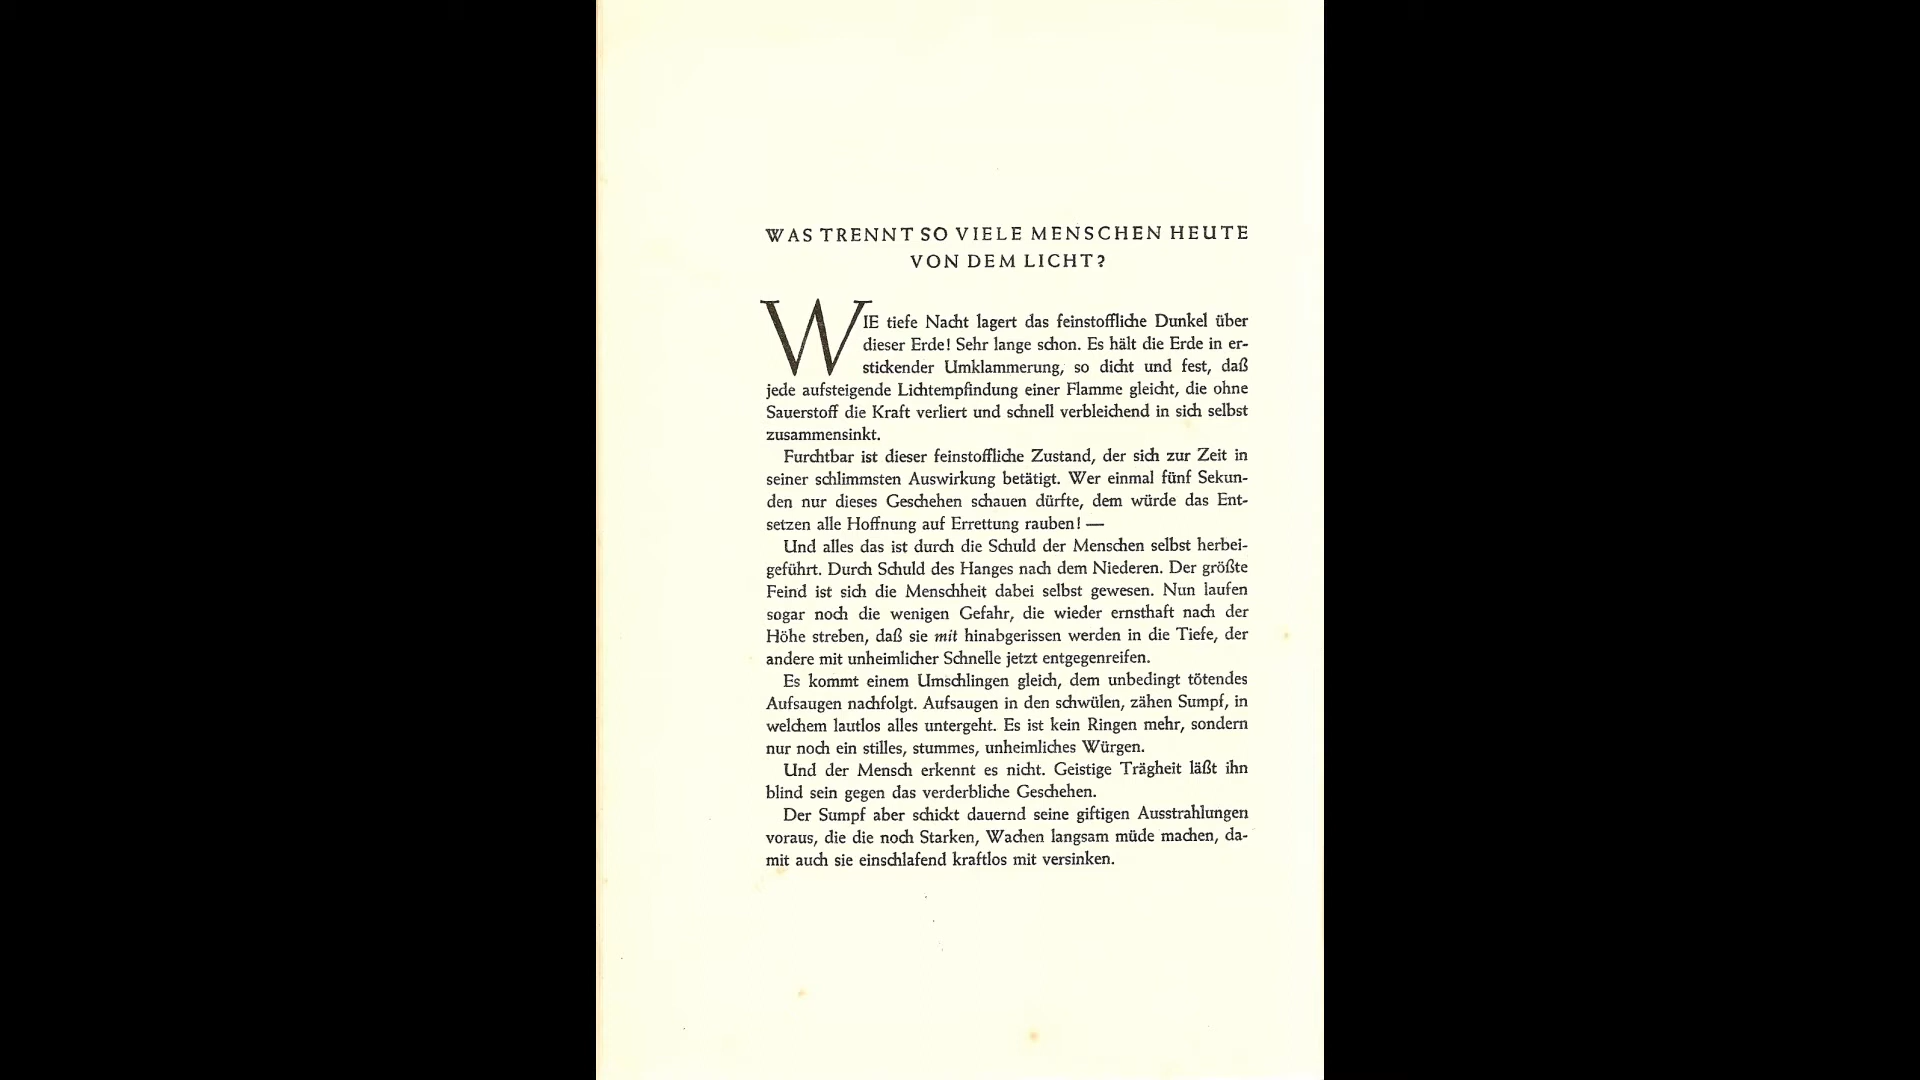 WAS TRENNT SO VIELE MENSCHEN HEUTE
VON DEM LICHT?
WIE tiefe Nacht lagert das feinstoffliche Dunkel über
dieser Erde! Sehr lange schon. Es hält die Erde in er-
stickender Umklammerung, so dicht und fest, daß
jede aufsteigende Lichtempfindung einer Flamme gleicht, die ohne
Sauerstoff die Kraft verliert und schnell verbleichend in sich selbst
zusammensinkt.
Furchtbar ist dieser feinstoffliche Zustand, der sich zur Zeit in
seiner schlimmsten Auswirkung betätigt. Wer einmal fünf Sekun-
den nur dieses Geschehen schauen dürfte, dem würde das Ent-
setzen alle Hoffnung auf Errettung rauben! —
Und alles das ist durch die Schuld der Menschen selbst herbei-
geführt. Durch Schuld des Hanges nach dem Niederen. Der größte
Feind ist sich die Menschheit dabei selbst gewesen. Nun laufen
sogar noch die wenigen Gefahr, die wieder ernsthaft nach der
Höhe streben, daß sie mit hinabgerissen werden in die Tiefe, der
andere mit unheimlicher Schnelle jetzt entgegenreifen.
Es kommt einem Umschlingen gleich, dem unbedingt tötendes
Aufsaugen nachfolgt. Aufsaugen in den schwülen, zähen Sumpf, in
welchem lautlos alles untergeht. Es ist kein Ringen mehr, sondern
nur noch ein stilles, stummes, unheimliches Würgen.
Und der Mensch erkennt es nicht. Geistige Trägheit läßt ihn
blind sein gegen das verderbliche Geschehen.
Der Sumpf aber schickt dauernd seine giftigen Ausstrahlungen
voraus, die die noch Starken, Wachen langsam müde machen, da-
mit auch sie einschlafend kraftlos mit versinken.